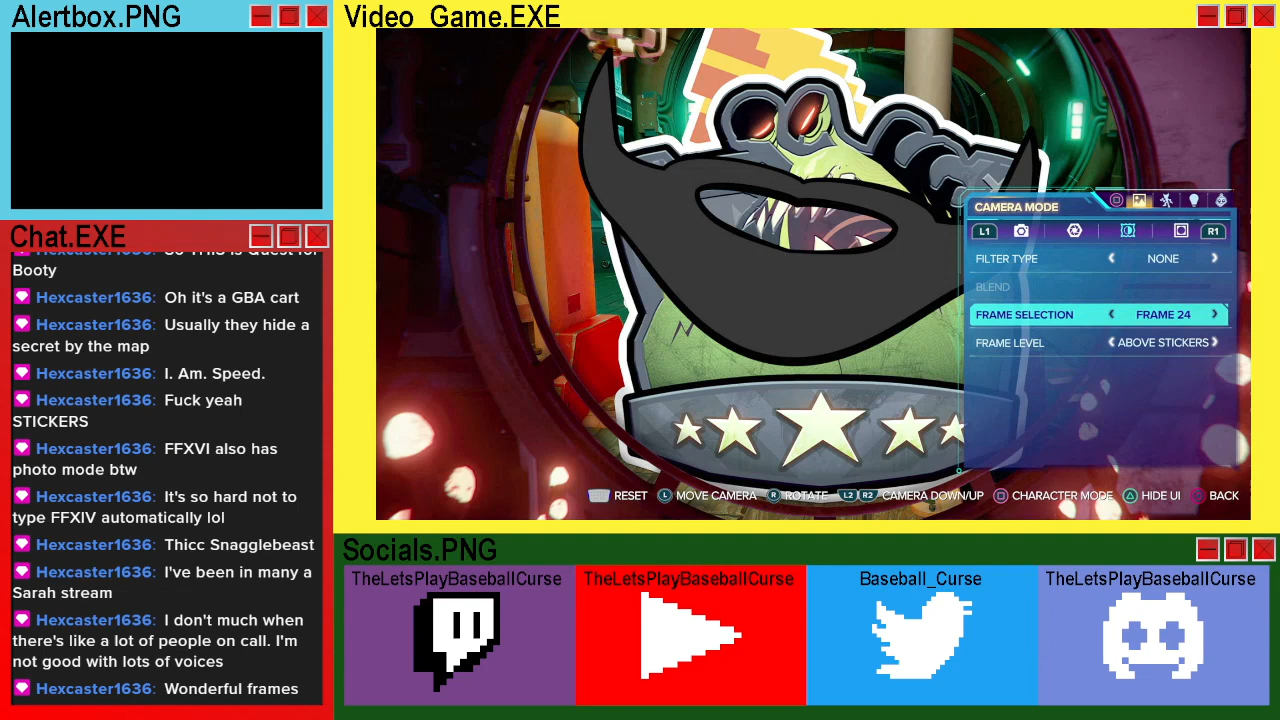 Alertbox.PNG
Video Game.EXE
Chat.EXE
Booty
Hexcaster1636: Oh it's a GBA cart
Hexcaster1636: Usually they hide a
secret by the map
Hexcaster1636: I. Am. Speed.
Hexcaster1636: Fuck yeah
STICKERS
Hexcaster1636: FFXVI also has
photo mode btw
Hexcaster1636: It's so hard not to
type FFXIV automatically lol
Hexcaster1636: Thicc Snagglebeast
Hexcaster1636: I've been in many a
Sarah stream
Hexcaster1636: I don't much when
there's like a lot of people on call. I'm
not good with lots of voices
Hexcaster1636: Wonderful frames
CAMERA MODE
L1 R1
FILTER TYPE NONE
BLEND
FRAME SELECTION FRAME 24
FRAME LEVEL ABOVE STICKERS
RESET L MOVE CAMERA R ROTATE L2 R2 CAMERA DOWN/UP CHARACTER MODE HIDE UI BACK
Socials.PNG
TheLetsPlayBaseballCurse TheLetsPlayBaseballCurse Baseball_Curse TheLetsPlayBaseballCurse